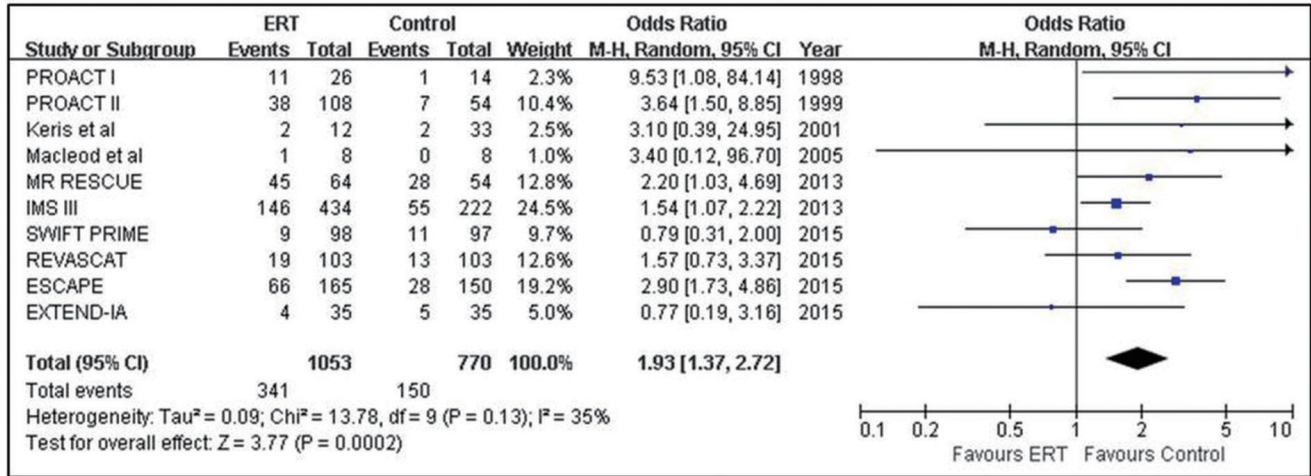 ERT Control Odds Ratio Odds Ratio
Study or Subgroup Events Total Events Total Weight M-H, Random, 95% CI Year M-H, Random, 95% CI
PROACT I 11 26 1 14 2.3% 9.53 [1.08, 84.14] 1998
PROACT II 38 108 7 54 10.4% 3.64 [1.50, 8.85] 1999
Keris et al 2 12 2 33 2.5% 3.10 [0.39, 24.95] 2001
Macleod et al 1 8 0 8 1.0% 3.40 [0.12, 96.70] 2005
MR RESCUE 45 64 28 54 12.8% 2.20 [1.03, 4.69] 2013
IMS III 146 434 55 222 24.5% 1.54 [1.07, 2.22] 2013
SWIFT PRIME 9 98 11 97 9.7% 0.79 [0.31, 2.00] 2015
REVASCAT 19 103 13 103 12.6% 1.57 [0.73, 3.37] 2015
ESCAPE 66 165 28 150 19.2% 2.90 [1.73, 4.86] 2015
EXTEND-IA 4 35 5 35 5.0% 0.77 [0.19, 3.16] 2015
Total (95% CI) 1053 770 100.0% 1.93 [1.37, 2.72]
Total events 341 150
Heterogeneity: Tau² = 0.09; Chi² = 13.78, df = 9 (P = 0.13); I² = 35%
Test for overall effect: Z = 3.77 (P = 0.0002)
0.1 0.2 0.5 1 2 5 10
Favours ERT Favours Control